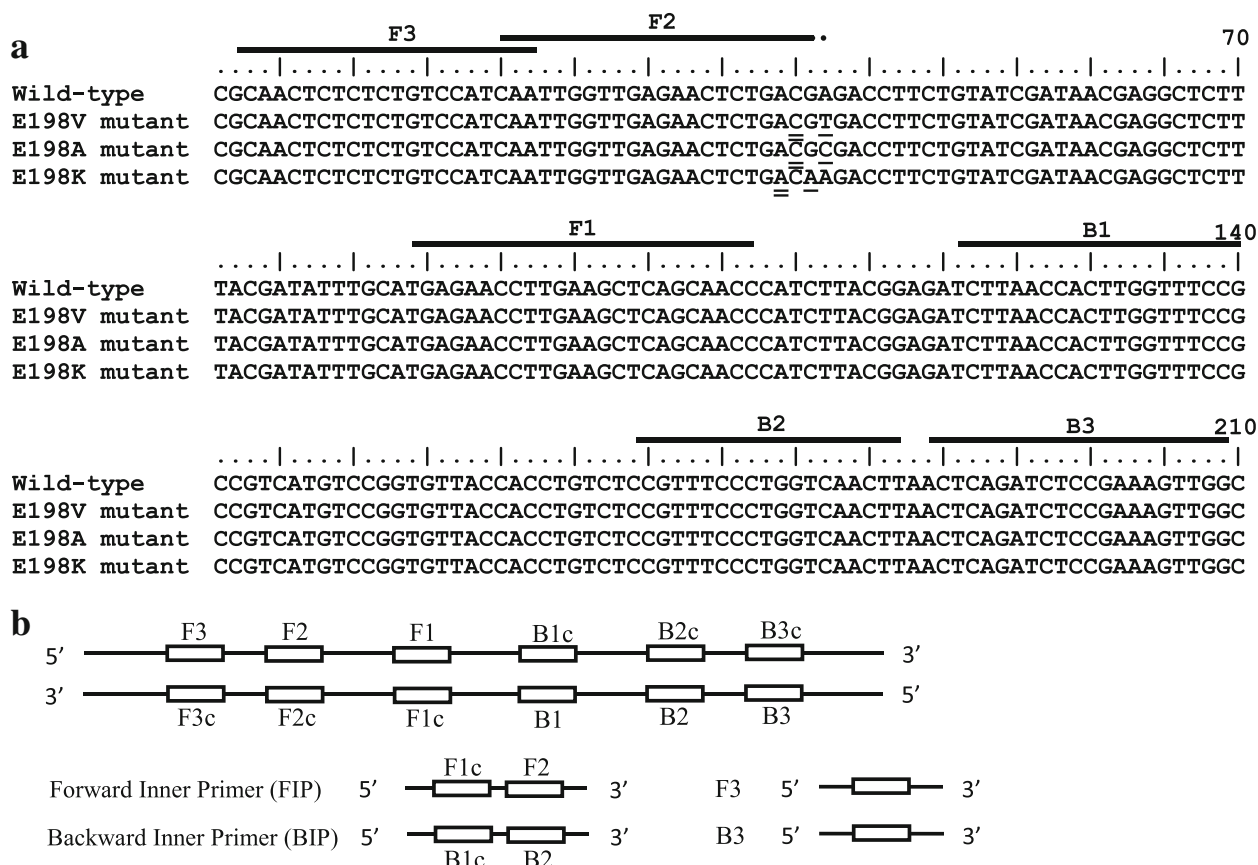 a
F3 F2 70
....|....|....|....|....|....|....|....|....|....|....|....|....|....|
Wild-type CGCAACTCTCTCTGTCCATCAATTGGTTGAGAACTCTGACGAGACCTTCTGTATCGATAACGAGGCTCTT
E198V mutant CGCAACTCTCTCTGTCCATCAATTGGTTGAGAACTCTGACGTGACCTTCTGTATCGATAACGAGGCTCTT
E198A mutant CGCAACTCTCTCTGTCCATCAATTGGTTGAGAACTCTGACGCGACCTTCTGTATCGATAACGAGGCTCTT
E198K mutant CGCAACTCTCTCTGTCCATCAATTGGTTGAGAACTCTGACAAGACCTTCTGTATCGATAACGAGGCTCTT
F1 B1 140
....|....|....|....|....|....|....|....|....|....|....|....|....|....|
Wild-type TACGATATTTGCATGAGAACCTTGAAGCTCAGCAACCCATCTTACGGAGATCTTAACCACTTGGTTTCCG
E198V mutant TACGATATTTGCATGAGAACCTTGAAGCTCAGCAACCCATCTTACGGAGATCTTAACCACTTGGTTTCCG
E198A mutant TACGATATTTGCATGAGAACCTTGAAGCTCAGCAACCCATCTTACGGAGATCTTAACCACTTGGTTTCCG
E198K mutant TACGATATTTGCATGAGAACCTTGAAGCTCAGCAACCCATCTTACGGAGATCTTAACCACTTGGTTTCCG
B2 B3 210
....|....|....|....|....|....|....|....|....|....|....|....|....|....|
Wild-type CCGTCATGTCCGGTGTTACCACCTGTCTCCGTTTCCCTGGTCAACTTAACTCAGATCTCCGAAAGTTGGC
E198V mutant CCGTCATGTCCGGTGTTACCACCTGTCTCCGTTTCCCTGGTCAACTTAACTCAGATCTCCGAAAGTTGGC
E198A mutant CCGTCATGTCCGGTGTTACCACCTGTCTCCGTTTCCCTGGTCAACTTAACTCAGATCTCCGAAAGTTGGC
E198K mutant CCGTCATGTCCGGTGTTACCACCTGTCTCCGTTTCCCTGGTCAACTTAACTCAGATCTCCGAAAGTTGGC
b
F3 F2 F1 B1c B2c B3c
5’ 3’
3’ 5’
F3c F2c F1c B1 B2 B3
F1c F2
Forward Inner Primer (FIP) 5’ 3’ F3 5’ 3’
Backward Inner Primer (BIP) 5’ 3’ B3 5’ 3’
B1c B2